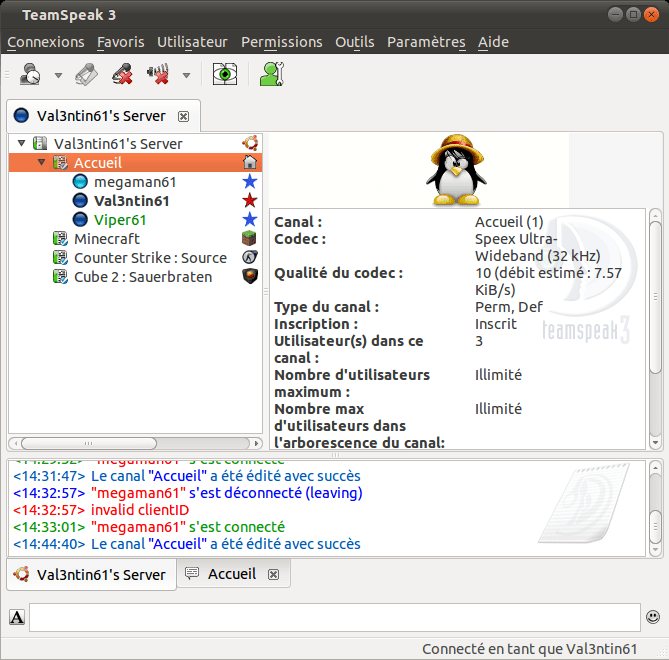 TeamSpeak 3
Connexions Favoris Utilisateur Permissions Outils Paramètres Aide
Val3ntin61's Server
Val3ntin61's Server
Accueil
megaman61
Val3ntin61
Viper61
Minecraft
Counter Strike : Source
Cube 2 : Sauerbraten
Canal : Accueil (1)
Codec : Speex Ultra-
Wideband (32 kHz)
Qualité du codec : 10 (débit estimé : 7.57
KiB/s)
Type du canal : Perm, Def
Inscription : Inscrit
Utilisateur(s) dans ce 3
canal :
Nombre d'utilisateurs Illimité
maximum :
Nombre max Illimité
d'utilisateurs dans
l'arborescence du canal:
teamspeak 3
<14:29:52> "megaman61" s'est connecté
<14:31:47> Le canal "Accueil" a été édité avec succès
<14:32:57> "megaman61" s'est déconnecté (leaving)
<14:32:57> invalid clientID
<14:33:01> "megaman61" s'est connecté
<14:44:40> Le canal "Accueil" a été édité avec succès
Val3ntin61's Server Accueil
A
Connecté en tant que Val3ntin61